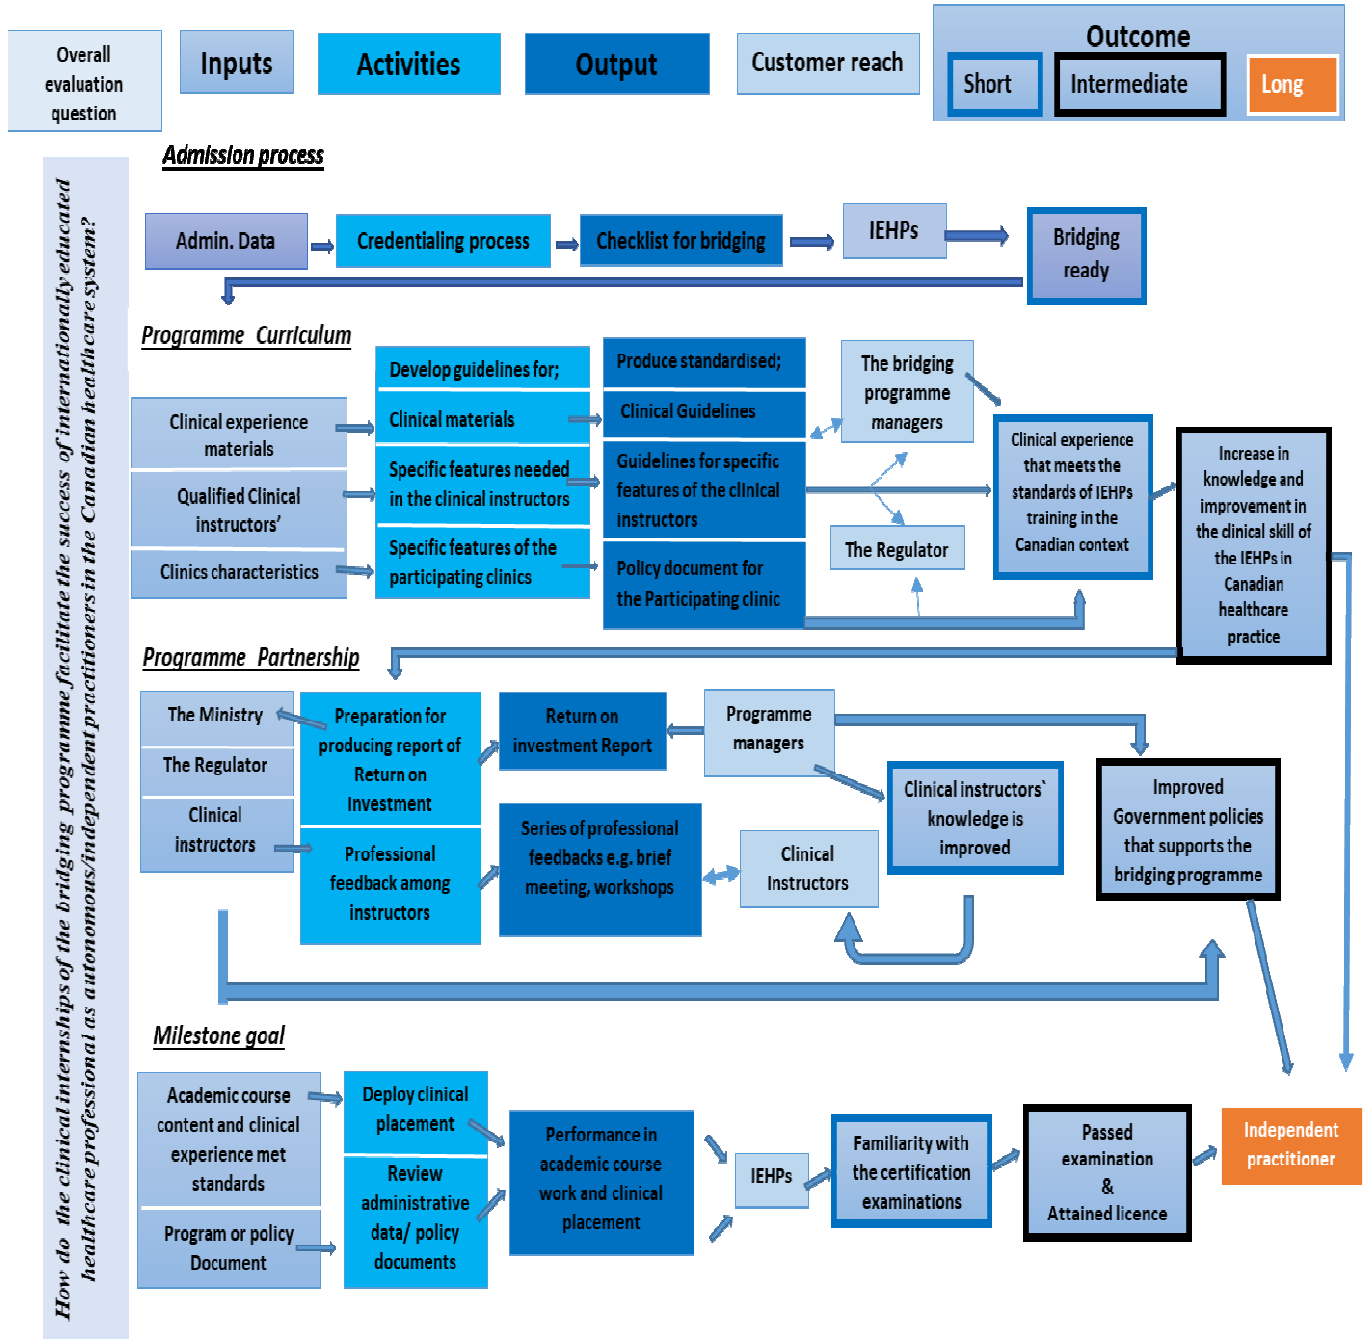 Overall
evaluation
question
Inputs
Activities
Output
Customer reach
Outcome
Short
Intermediate
Long
How do the clinical internships of the bridging programme facilitate the success of internationally educated
healthcare professional as autonomous/independent practitioners in the Canadian healthcare system?
Admission process
Admin. Data
Credentialing process
Checklist for bridging
IEHPs
Bridging
ready
Programme Curriculum
Clinical experience
materials
Qualified Clinical
instructors'
Clinics characteristics
Develop guidelines for;
Clinical materials
Specific features needed
in the clinical instructors
Specific features of the
participating clinics
Produce standardised;
Clinical Guidelines
Guidelines for specific
features of the clinical
instructors
Policy document for
the Participating clinic
The bridging
programme
managers
The Regulator
Clinical experience
that meets the
standards of IEHPs
training in the
Canadian context
Increase in
knowledge and
improvement in
the clinical skill of
the IEHPs in
Canadian
healthcare
practice
Programme Partnership
The Ministry
The Regulator
Clinical
instructors
Preparation for
producing report of
Return on
Investment
Professional
feedback among
instructors
Return on
investment Report
Series of professional
feedbacks e.g. brief
meeting, workshops
Programme
managers
Clinical
Instructors
Clinical instructors`
knowledge is
improved
Improved
Government policies
that supports the
bridging programme
Milestone goal
Academic course
content and clinical
experience met
standards
Program or policy
Document
Deploy clinical
placement
Review
administrative
data/ policy
documents
Performance in
academic course
work and clinical
placement
IEHPs
Familiarity with
the certification
examinations
Passed
examination
&
Attained licence
Independent
practitioner